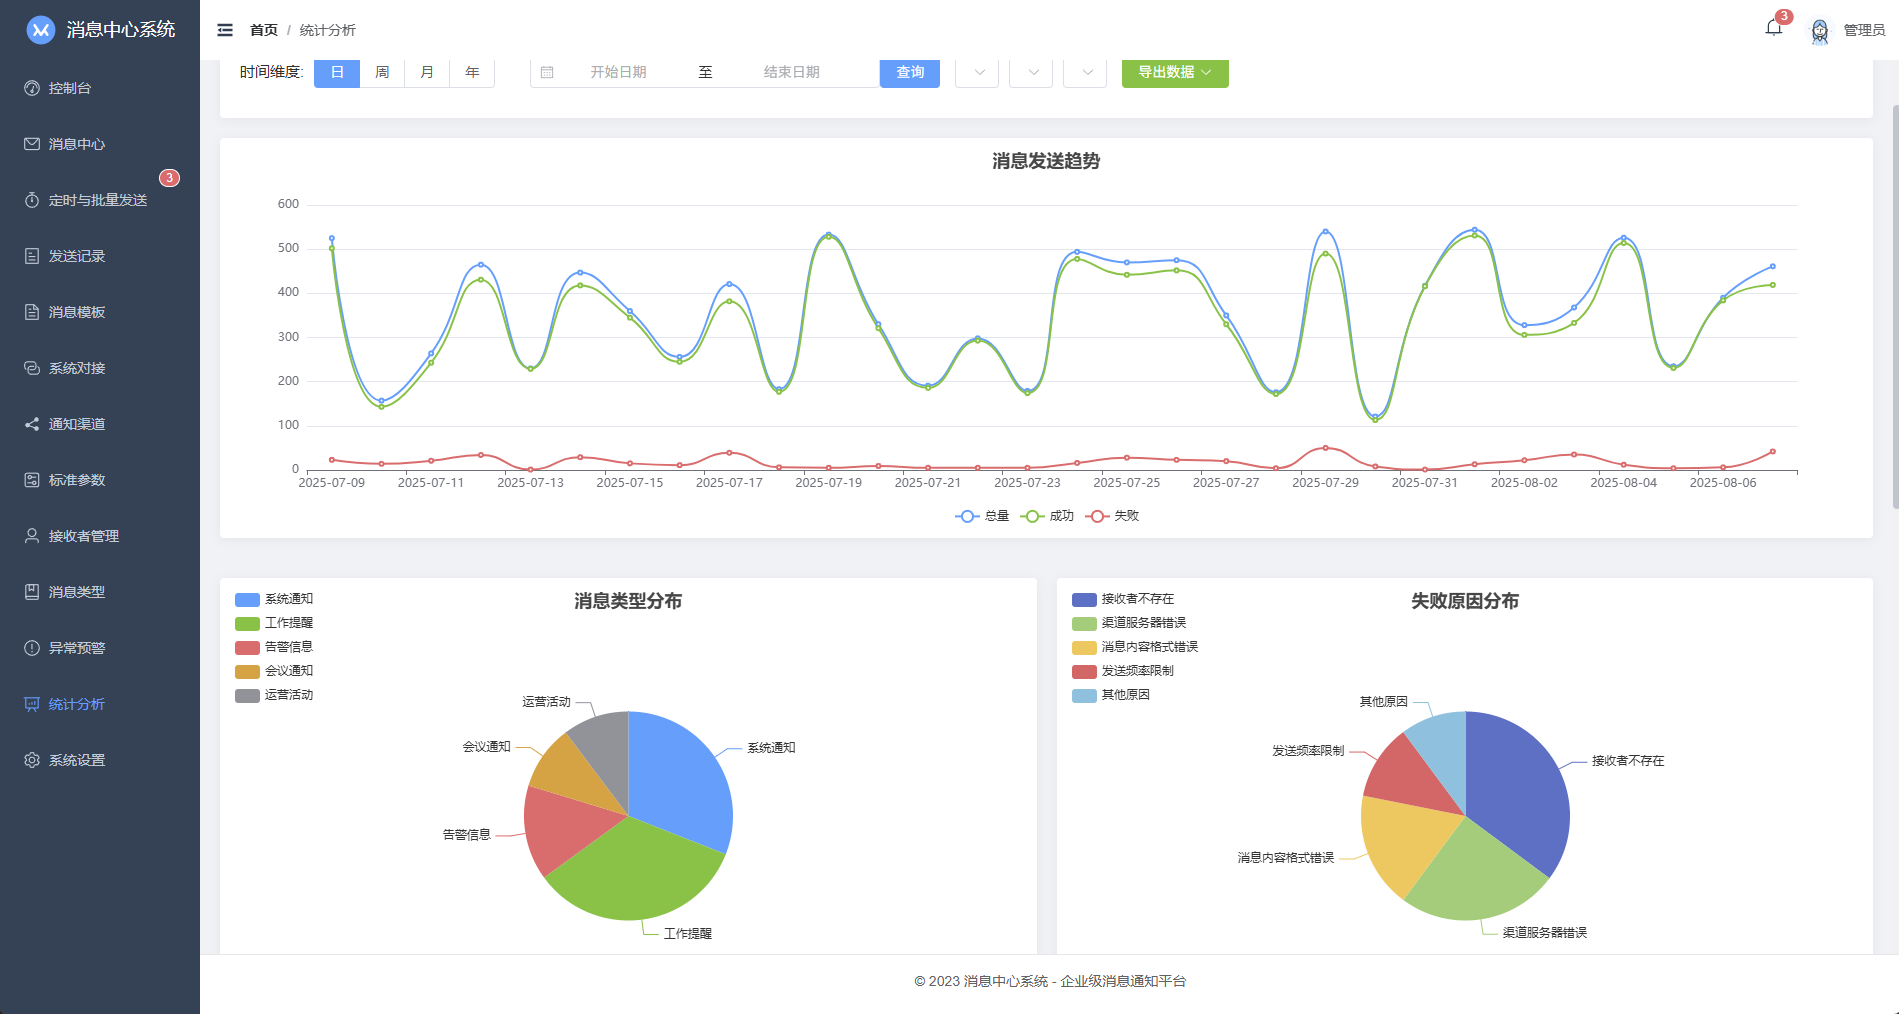 消息中心系统
首页 / 统计分析
3
管理员
控制台
消息中心
3
定时与批量发送
发送记录
消息模板
系统对接
通知渠道
标准参数
接收者管理
消息类型
异常预警
统计分析
系统设置
时间维度: 日 周 月 年 开始日期 至 结束日期 查询 导出数据
消息发送趋势
600
500
400
300
200
100
0
2025-07-09 2025-07-11 2025-07-13 2025-07-15 2025-07-17 2025-07-19 2025-07-21 2025-07-23 2025-07-25 2025-07-27 2025-07-29 2025-07-31 2025-08-02 2025-08-04 2025-08-06
总量 成功 失败
消息类型分布
系统通知
工作提醒
告警信息
会议通知
运营活动
运营活动
会议通知
系统通知
告警信息
工作提醒
失败原因分布
接收者不存在
渠道服务器错误
消息内容格式错误
发送频率限制
其他原因
其他原因
发送频率限制
接收者不存在
消息内容格式错误
渠道服务器错误
© 2023 消息中心系统 - 企业级消息通知平台